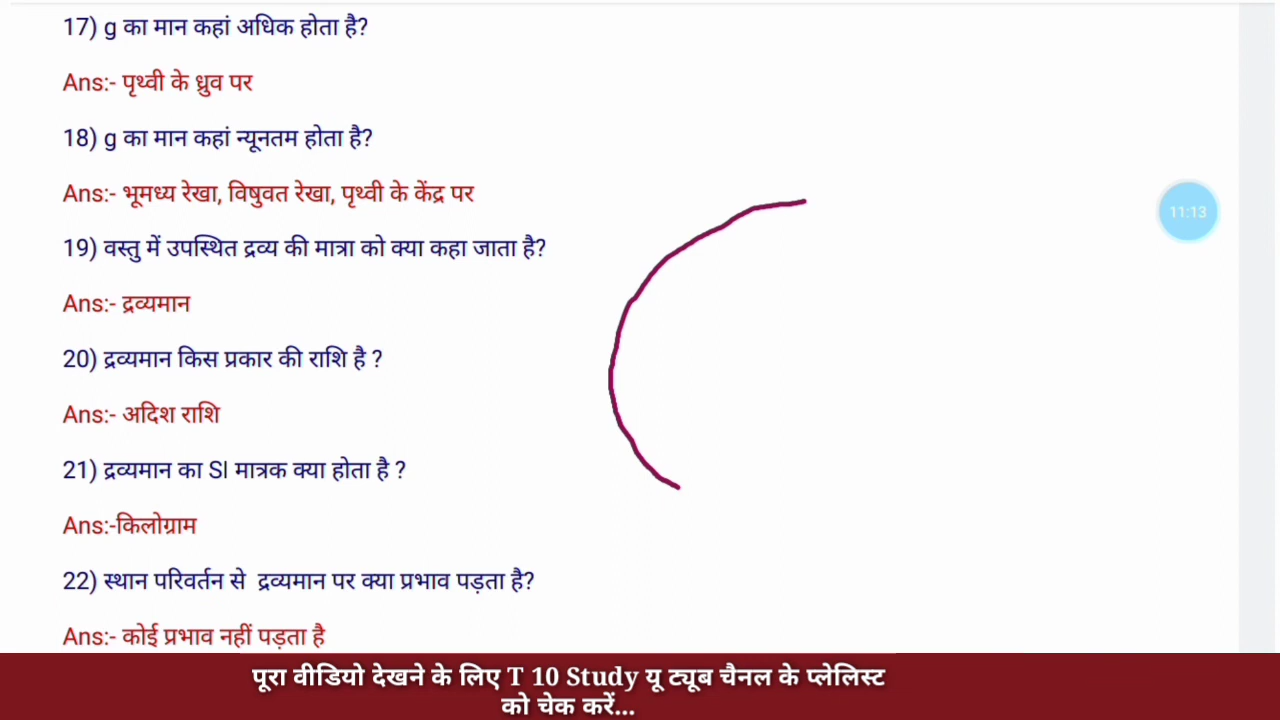 17) g का मान कहां अधिक होता है?
Ans:- पृथ्वी के ध्रुव पर
18) g का मान कहां न्यूनतम होता है?
Ans:- भूमध्य रेखा, विषुवत रेखा, पृथ्वी के केंद्र पर
19) वस्तु में उपस्थित द्रव्य की मात्रा को क्या कहा जाता है?
11:13
Ans:- द्रव्यमान
20) द्रव्यमान किस प्रकार की राशि है ?
Ans:- अदिश राशि
21) द्रव्यमान का SI मात्रक क्या होता है ?
Ans:-किलोग्राम
22) स्थान परिवर्तन से  द्रव्यमान पर क्या प्रभाव पड़ता है?
Ans:- कोई प्रभाव नहीं पड़ता है
पूरा वीडियो देखने के लिए T 10 Study यू ट्यूब चैनल के प्लेलिस्ट
को चेक करें...